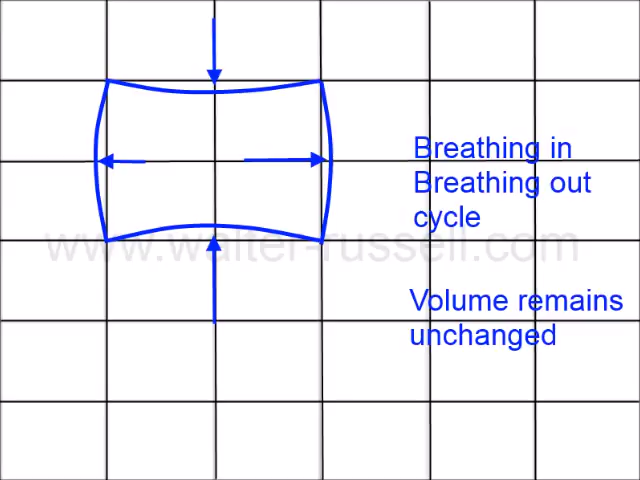 Breathing in
Breathing out
cycle
www.walter-russell.com
Volume remains
unchanged